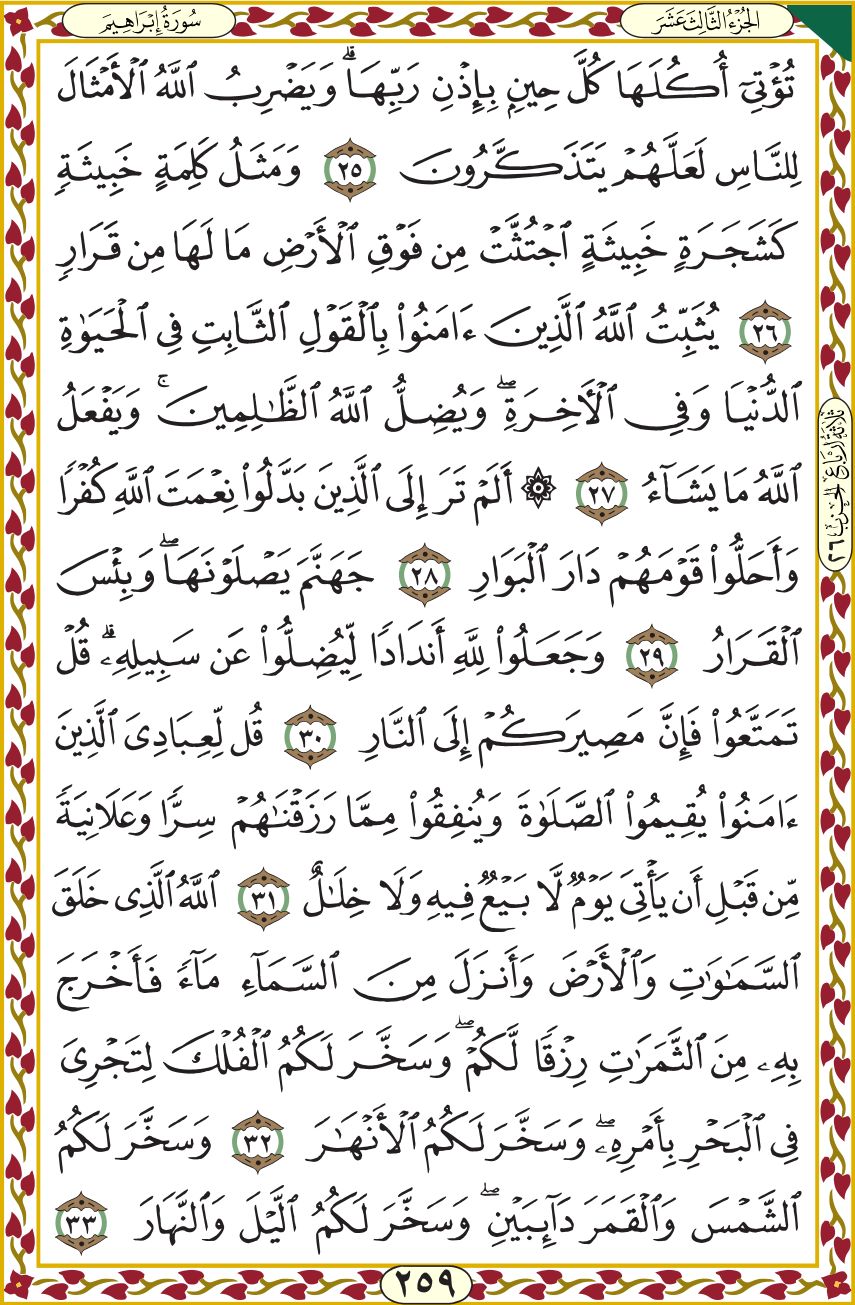 الجُزْءُ الثَّالِثَ عَشَرَ
سُورَةُ إِبْرَاهِيمَ
تُؤْتِىٓ أُكُلَهَا كُلَّ حِينٍۭ بِإِذْنِ رَبِّهَاۗ وَيَضْرِبُ ٱللَّهُ ٱلْأَمْثَالَ
لِلنَّاسِ لَعَلَّهُمْ يَتَذَكَّرُونَ ٢٥ وَمَثَلُ كَلِمَةٍ خَبِيثَةٍ
كَشَجَرَةٍ خَبِيثَةٍ ٱجْتُثَّتْ مِن فَوْقِ ٱلْأَرْضِ مَا لَهَا مِن قَرَارٍ
٢٦ يُثَبِّتُ ٱللَّهُ ٱلَّذِينَ ءَامَنُوا۟ بِٱلْقَوْلِ ٱلثَّابِتِ فِى ٱلْحَيَوٰةِ
ٱلدُّنْيَا وَفِى ٱلْأَخِرَةِۖ وَيُضِلُّ ٱللَّهُ ٱلظَّـٰلِمِينَۚ وَيَفْعَلُ
ٱللَّهُ مَا يَشَآءُ ٢٧ ۞ أَلَمْ تَرَ إِلَى ٱلَّذِينَ بَدَّلُوا۟ نِعْمَتَ ٱللَّهِ كُفْرًا
وَأَحَلُّوا۟ قَوْمَهُمْ دَارَ ٱلْبَوَارِ ٢٨ جَهَنَّمَ يَصْلَوْنَهَاۖ وَبِئْسَ
ٱلْقَرَارُ ٢٩ وَجَعَلُوا۟ لِلَّهِ أَندَادًا لِّيُضِلُّوا۟ عَن سَبِيلِهِۦۗ قُلْ
تَمَتَّعُوا۟ فَإِنَّ مَصِيرَكُمْ إِلَى ٱلنَّارِ ٣٠ قُل لِّعِبَادِىَ ٱلَّذِينَ
ءَامَنُوا۟ يُقِيمُوا۟ ٱلصَّلَوٰةَ وَيُنفِقُوا۟ مِمَّا رَزَقْنَـٰهُمْ سِرًّا وَعَلَانِيَةً
مِّن قَبْلِ أَن يَأْتِىَ يَوْمٌ لَّا بَيْعٌ فِيهِ وَلَا خِلَـٰلٌ ٣١ ٱللَّهُ ٱلَّذِى خَلَقَ
ٱلسَّمَـٰوَٰتِ وَٱلْأَرْضَ وَأَنزَلَ مِنَ ٱلسَّمَآءِ مَآءً فَأَخْرَجَ
بِهِۦ مِنَ ٱلثَّمَرَٰتِ رِزْقًا لَّكُمْۖ وَسَخَّرَ لَكُمُ ٱلْفُلْكَ لِتَجْرِىَ
فِى ٱلْبَحْرِ بِأَمْرِهِۦۖ وَسَخَّرَ لَكُمُ ٱلْأَنْهَـٰرَ ٣٢ وَسَخَّرَ لَكُمُ
ٱلشَّمْسَ وَٱلْقَمَرَ دَآئِبَيْنِۖ وَسَخَّرَ لَكُمُ ٱلَّيْلَ وَٱلنَّهَارَ ٣٣
ثَلَاثَةُ أَرْبَاعِ الحِزْبِ ٢٦
٢٥٩